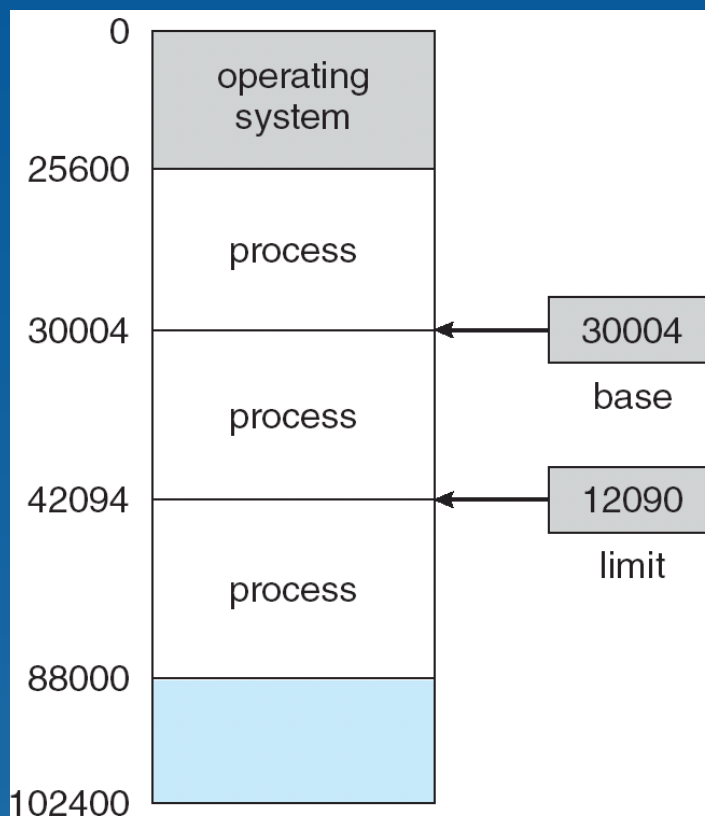 0
operating
system
25600
process
30004
30004
base
process
42094
12090
limit
process
88000
102400